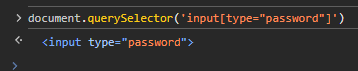 > document.querySelector('input[type="password"]')
<input type="password">
>